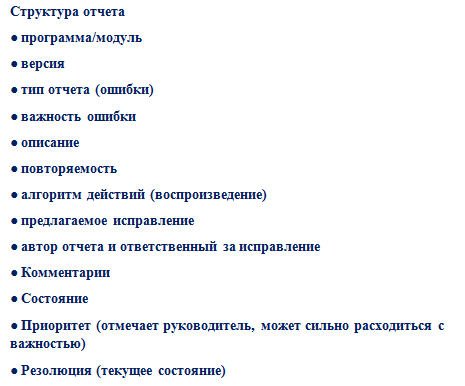 Структура отчета
● программа/модуль
● версия
● тип отчета (ошибки)
● важность ошибки
● описание
● повторяемость
● алгоритм действий (воспроизведение)
● предлагаемое исправление
● автор отчета и ответственный за исправление
● Комментарии
● Состояние
● Приоритет (отмечает руководитель, может сильно расходиться с
важностью)
● Резолюция (текущее состояние)